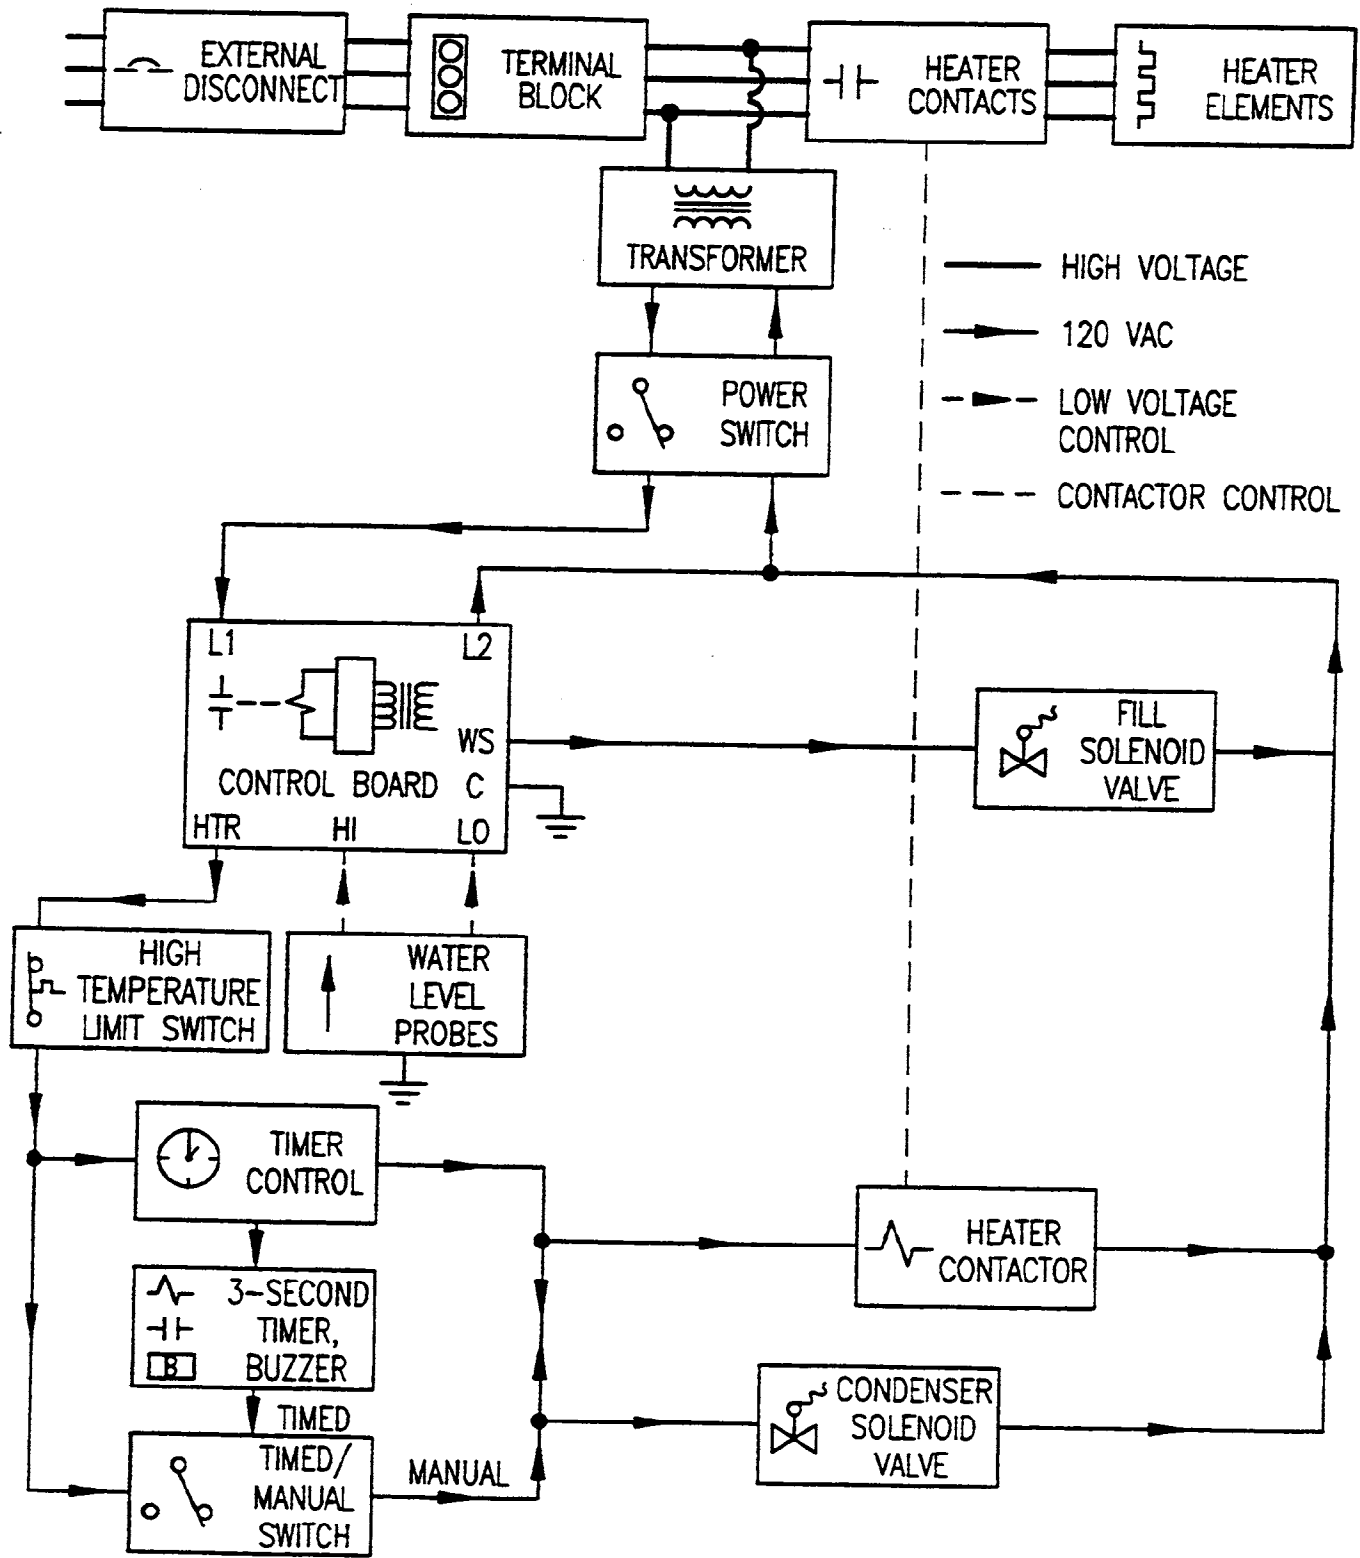 EXTERNAL
DISCONNECT
TERMINAL
BLOCK
HEATER
CONTACTS
HEATER
ELEMENTS
TRANSFORMER
HIGH VOLTAGE
120 VAC
LOW VOLTAGE
CONTROL
CONTACTOR CONTROL
POWER
SWITCH
L1
L2
WS
CONTROL BOARD
C
HTR
HI
LO
FILL
SOLENOID
VALVE
HIGH
TEMPERATURE
LIMIT SWITCH
WATER
LEVEL
PROBES
TIMER
CONTROL
3-SECOND
TIMER,
B
BUZZER
TIMED
TIMED/
MANUAL
SWITCH
MANUAL
HEATER
CONTACTOR
CONDENSER
SOLENOID
VALVE